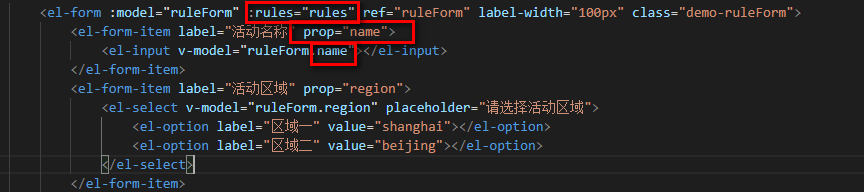 <el-form :model="ruleForm" :rules="rules" ref="ruleForm" label-width="100px" class="demo-ruleForm">
<el-form-item label="活动名称" prop="name">
<el-input v-model="ruleForm.name"></el-input>
</el-form-item>
<el-form-item label="活动区域" prop="region">
<el-select v-model="ruleForm.region" placeholder="请选择活动区域">
<el-option label="区域一" value="shanghai"></el-option>
<el-option label="区域二" value="beijing"></el-option>
</el-select>
</el-form-item>